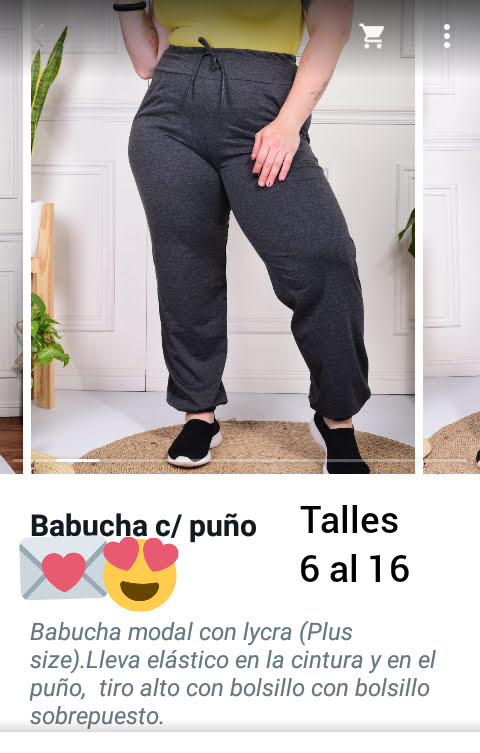 Babucha c/ puño
Talles
6 al 16
Babucha modal con lycra (Plus
size).Lleva elástico en la cintura y en el
puño,  tiro alto con bolsillo con bolsillo
sobrepuesto.